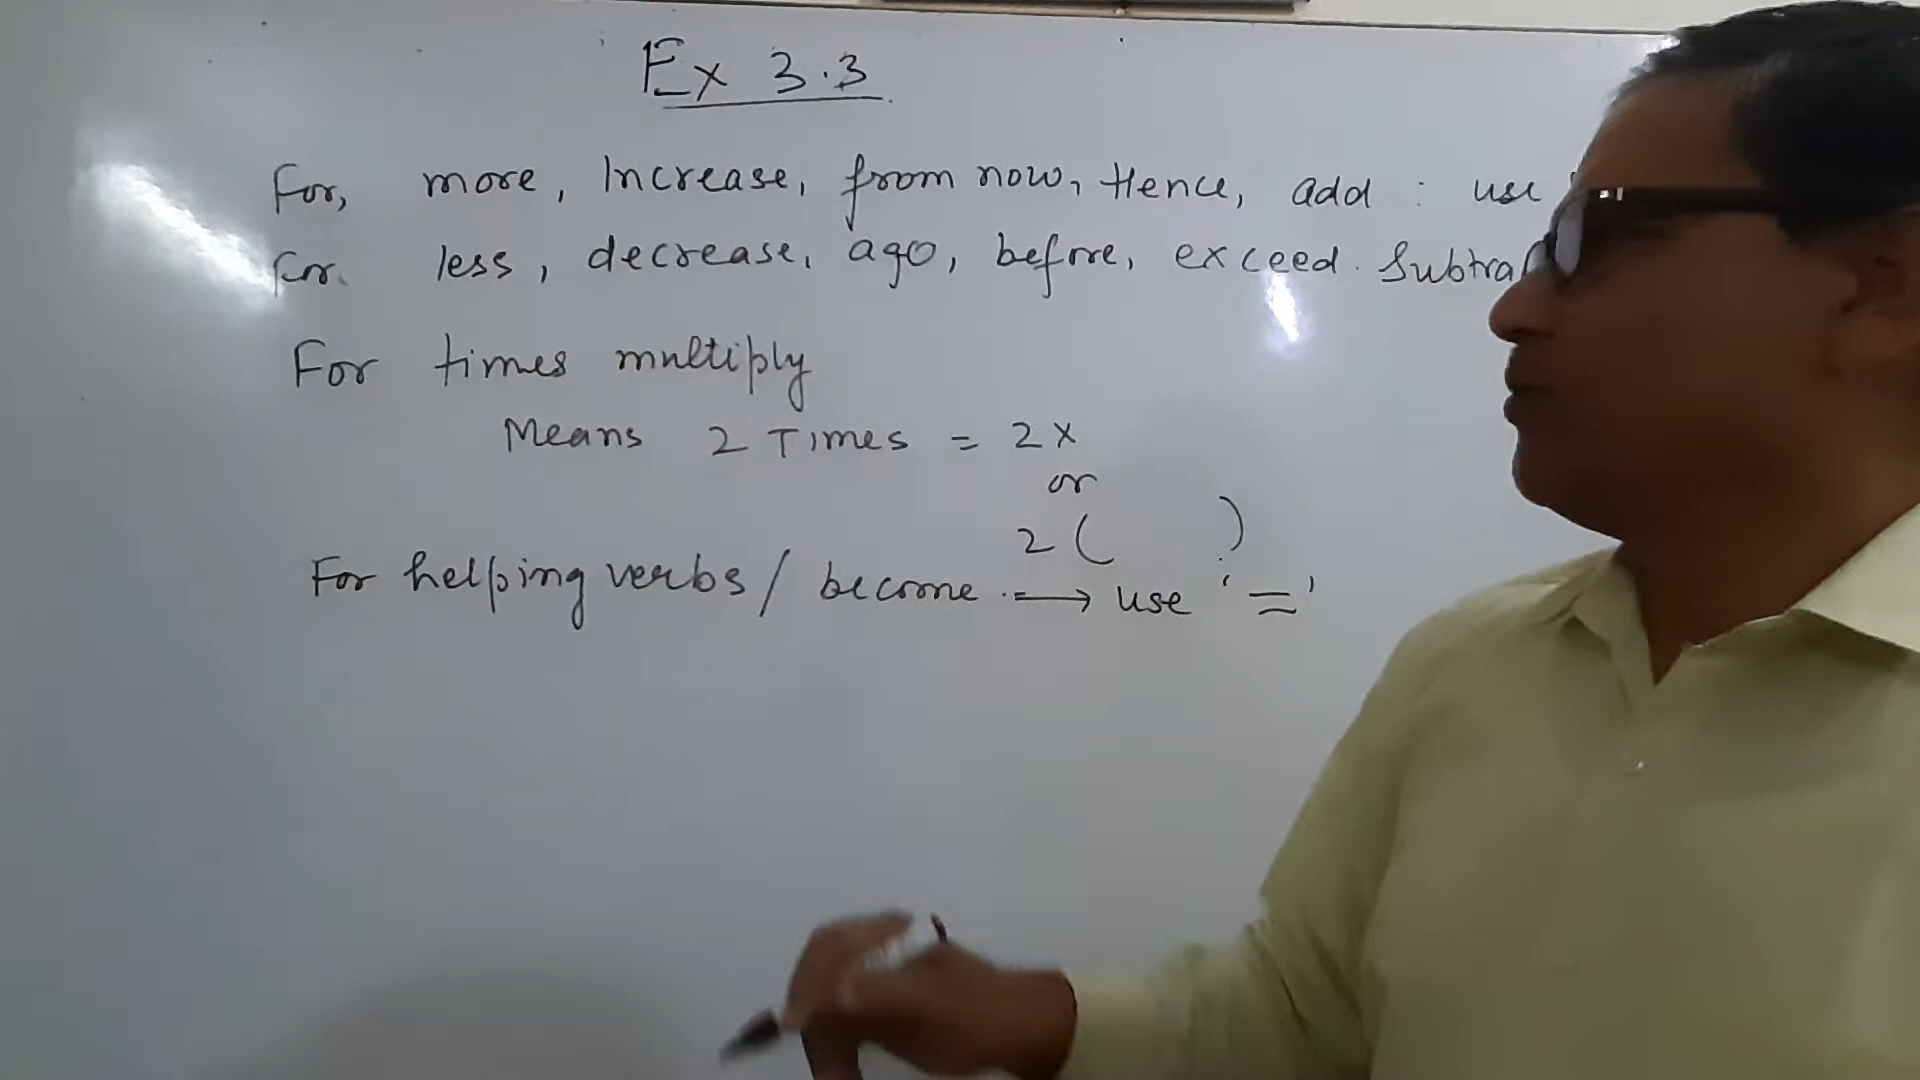 Ex 3.3
For, more, Increase, from now, Hence, add : use
For less, decrease, ago, before, exceed. Subtra
For times multiply
Means 2 Times = 2x
or
2 ( )
For helping verbs / become → use '='